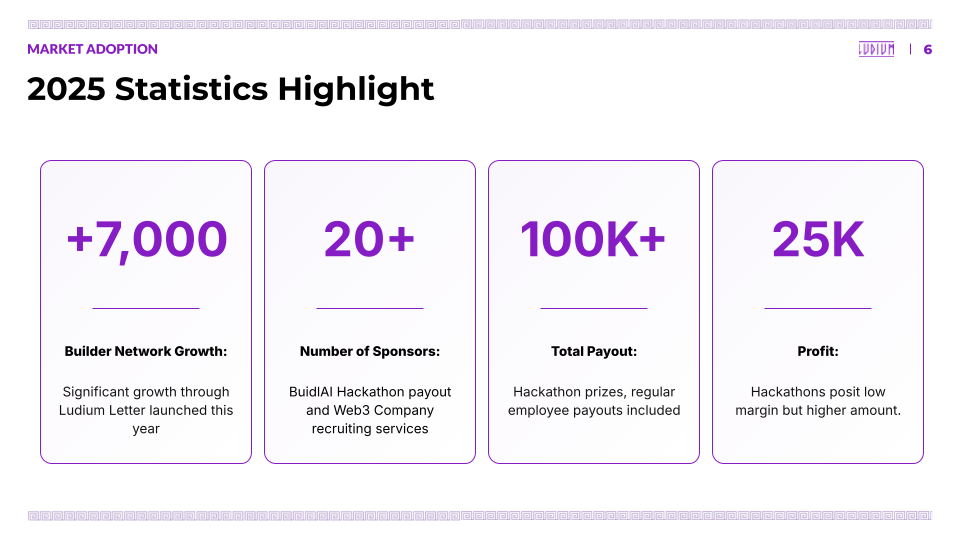 MARKET ADOPTION
LUDIUM | 6
2025 Statistics Highlight
+7,000
Builder Network Growth:
Significant growth through
Ludium Letter launched this
year
20+
Number of Sponsors:
BuidlAI Hackathon payout
and Web3 Company
recruiting services
100K+
Total Payout:
Hackathon prizes, regular
employee payouts included
25K
Profit:
Hackathons posit low
margin but higher amount.